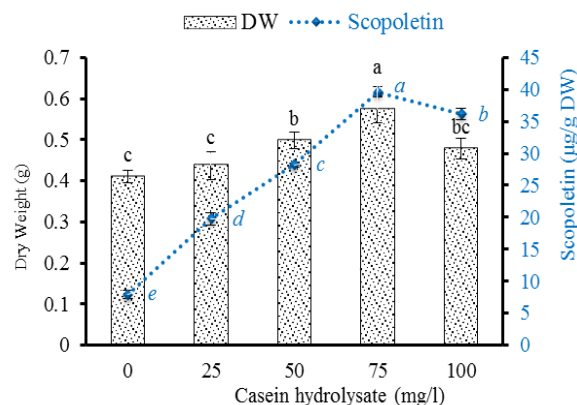 DW Scopoletin
Dry Weight (g)
0.7
0.6
0.5
0.4
0.3
0.2
0.1
0
c
c
b
a
bc
e
d
c
a
b
45
40
35
30
25
20
15
10
5
0
Scopoletin (µg/g DW)
0 25 50 75 100
Casein hydrolysate (mg/l)